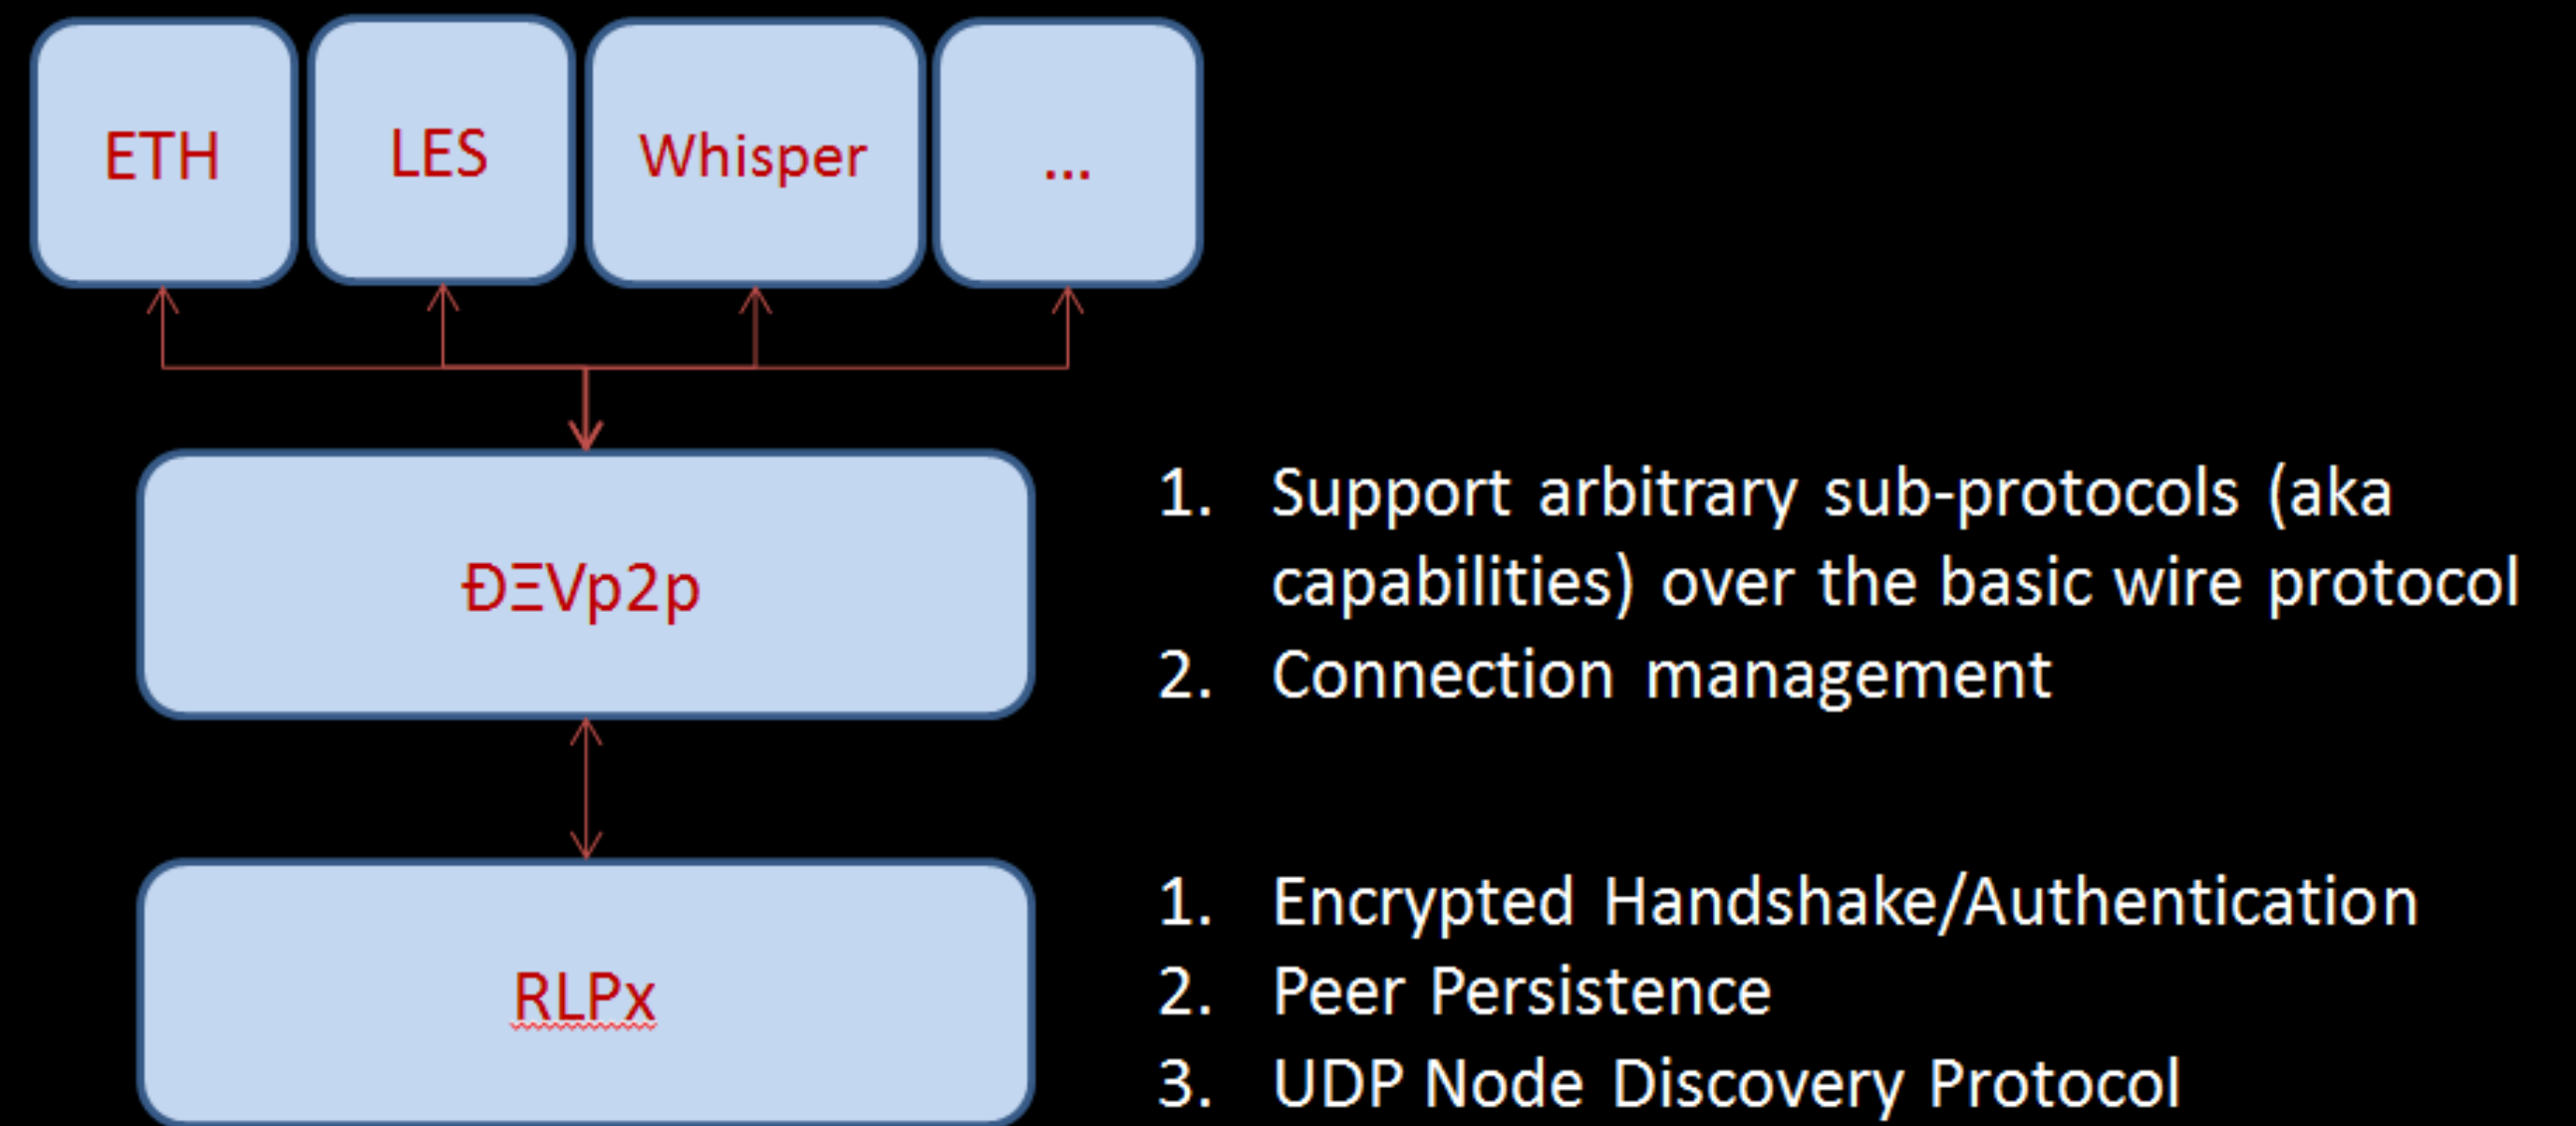 ETH
LES
Whisper
...
ÐΞVp2p
1. Support arbitrary sub-protocols (aka
capabilities) over the basic wire protocol
2. Connection management
RLPx
1. Encrypted Handshake/Authentication
2. Peer Persistence
3. UDP Node Discovery Protocol